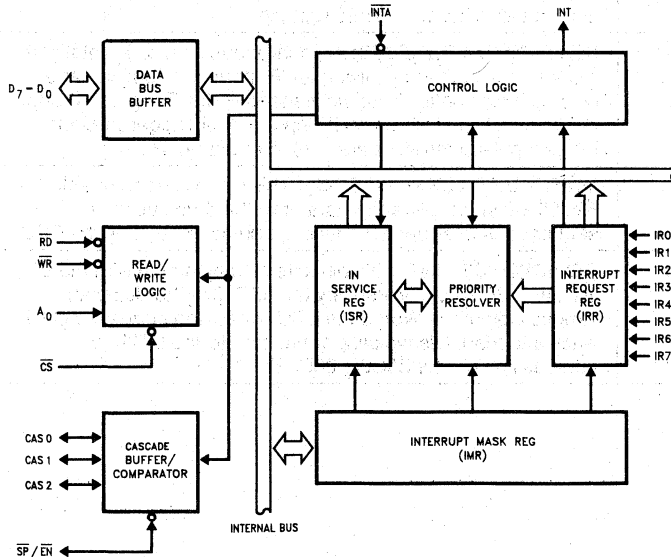 INTA
INT
D7-D0
DATA
BUS
BUFFER
CONTROL LOGIC
RD
WR
READ/
WRITE
LOGIC
A0
CS
IN
SERVICE
REG
(ISR)
PRIORITY
RESOLVER
INTERRUPT
REQUEST
REG
(IRR)
IR0
IR1
IR2
IR3
IR4
IR5
IR6
IR7
CAS 0
CAS 1
CAS 2
CASCADE
BUFFER/
COMPARATOR
INTERRUPT MASK REG
(IMR)
SP/EN
INTERNAL BUS